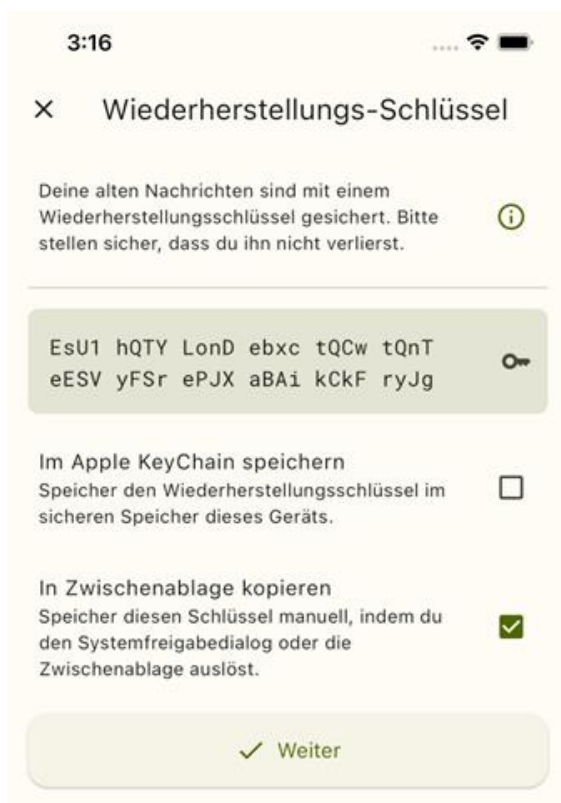 3:16
Wiederherstellungs-Schlüssel
Deine alten Nachrichten sind mit einem
Wiederherstellungsschlüssel gesichert. Bitte
stellen sicher, dass du ihn nicht verlierst.
EsU1 hQTY LonD ebxc tQCw tQnT
eESV yFSr ePJX aBAi kCkF ryJg
Im Apple KeyChain speichern
Speicher den Wiederherstellungsschlüssel im
sicheren Speicher dieses Geräts.
In Zwischenablage kopieren
Speicher diesen Schlüssel manuell, indem du
den Systemfreigabedialog oder die
Zwischenablage auslöst.
Weiter